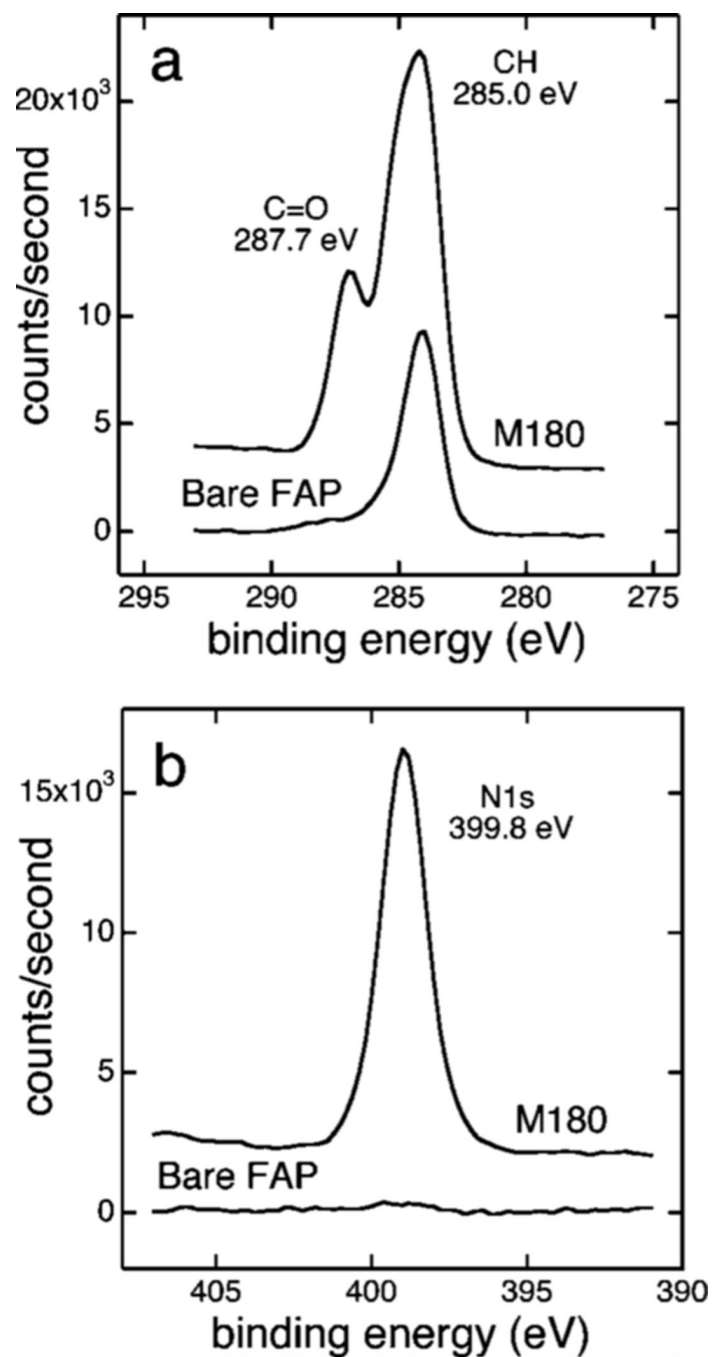 a
CH
285.0 eV
C=O
287.7 eV
20x10³
15
10
5
0
counts/second
M180
Bare FAP
295 290 285 280 275
binding energy (eV)
b
N1s
399.8 eV
15x10³
10
5
0
counts/second
M180
Bare FAP
405 400 395 390
binding energy (eV)